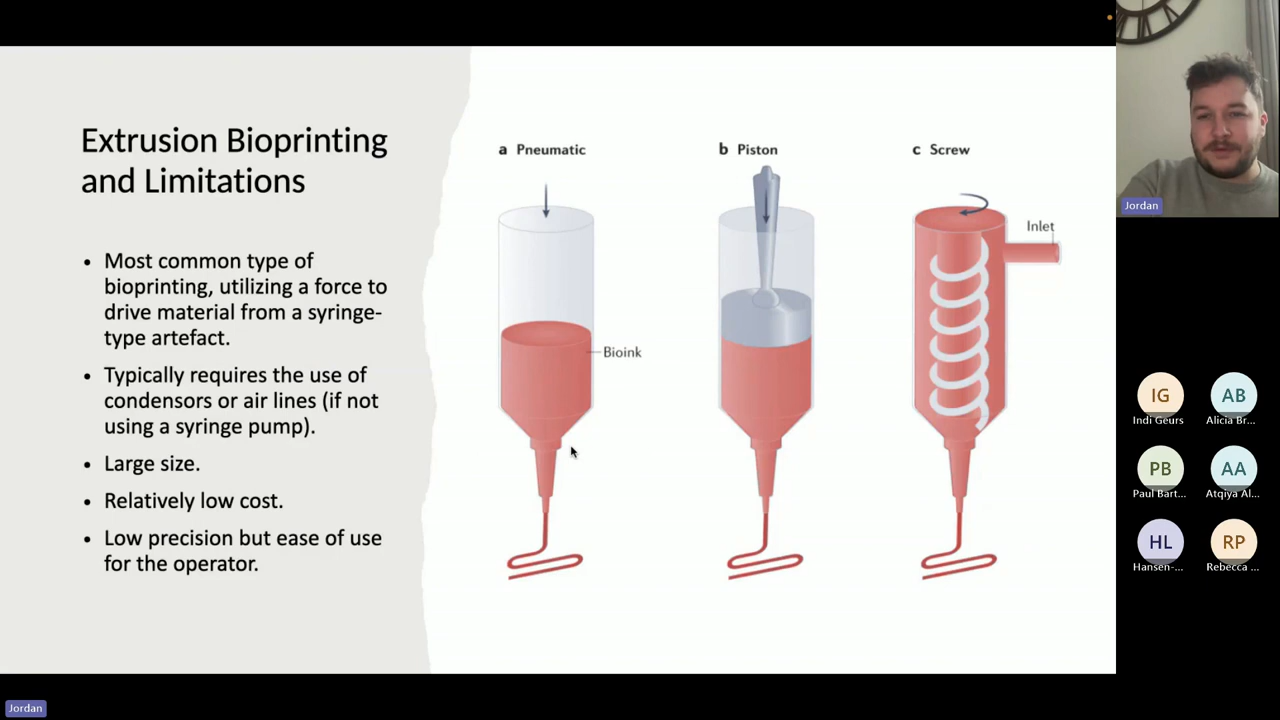 Extrusion Bioprinting
and Limitations
• Most common type of
bioprinting, utilizing a force to
drive material from a syringe-
type artefact.
• Typically requires the use of
condensors or air lines (if not
using a syringe pump).
• Large size.
• Relatively low cost.
• Low precision but ease of use
for the operator.
a Pneumatic
b Piston
c Screw
Inlet
Bioink
Jordan
IG
Indi Geurs
AB
Alicia Br...
PB
Paul Bart...
AA
Atqiya Al...
HL
Hansen-...
RP
Rebecca ...
Jordan